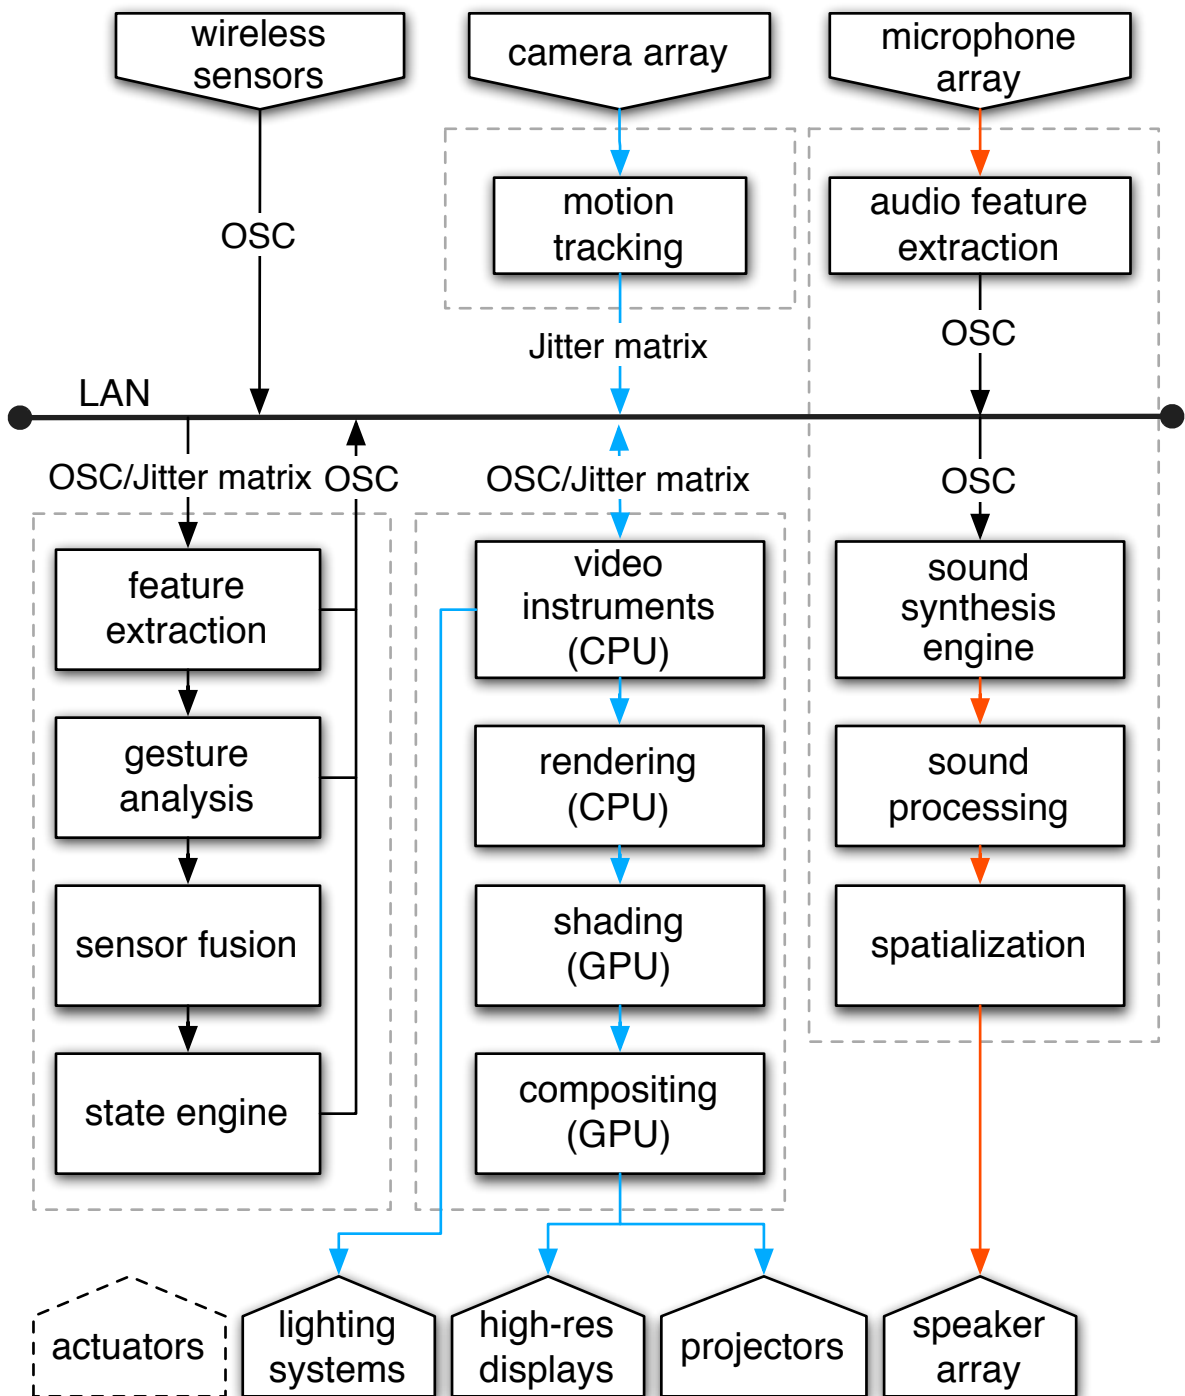 wireless
sensors
camera array
microphone
array
motion
tracking
audio feature
extraction
OSC
Jitter matrix
OSC
LAN
OSC/Jitter matrix
OSC
OSC/Jitter matrix
OSC
feature
extraction
video
instruments
(CPU)
sound
synthesis
engine
gesture
analysis
rendering
(CPU)
sound
processing
sensor fusion
shading
(GPU)
spatialization
state engine
compositing
(GPU)
actuators
lighting
systems
high-res
displays
projectors
speaker
array